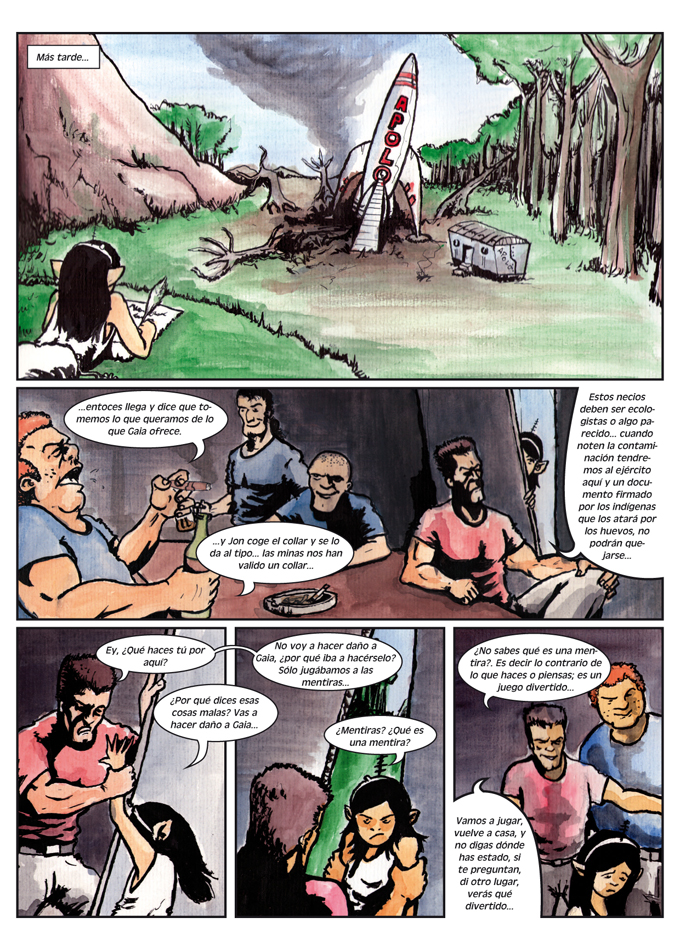 Más tarde...
APOLO
...entoces llega y dice que to-
memos lo que queramos de lo
que Gaia ofrece.
...y Jon coge el collar y se lo
da al tipo... las minas nos han
valido un collar...
Estos necios
deben ser ecolo-
gistas o algo pa-
recido... cuando
noten la contami-
nación tendre-
mos al ejército
aquí y un docu-
mento firmado
por los indígenas
que los atará por
los huevos, no
podrán que-
jarse...
Ey, ¿Qué haces tú por
aquí?
¿Por qué dices esas
cosas malas? Vas a
hacer daño a Gaia...
No voy a hacer daño a
Gaia, ¿por qué iba a hacérselo?
Sólo jugábamos a las
mentiras...
¿Mentiras? ¿Qué es
una mentira?
¿No sabes qué es una men-
tira?. Es decir lo contrario de
lo que haces o piensas; es un
juego divertido...
Vamos a jugar,
vuelve a casa, y
no digas dónde
has estado, si
te preguntan,
di otro lugar,
verás qué
divertido...